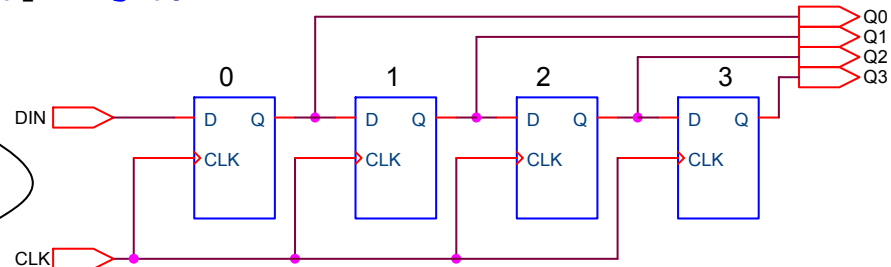 Q0
Q1
Q2
0 1 2 3
Q3
DIN
D Q D Q D Q D Q
CLK CLK CLK CLK
CLK